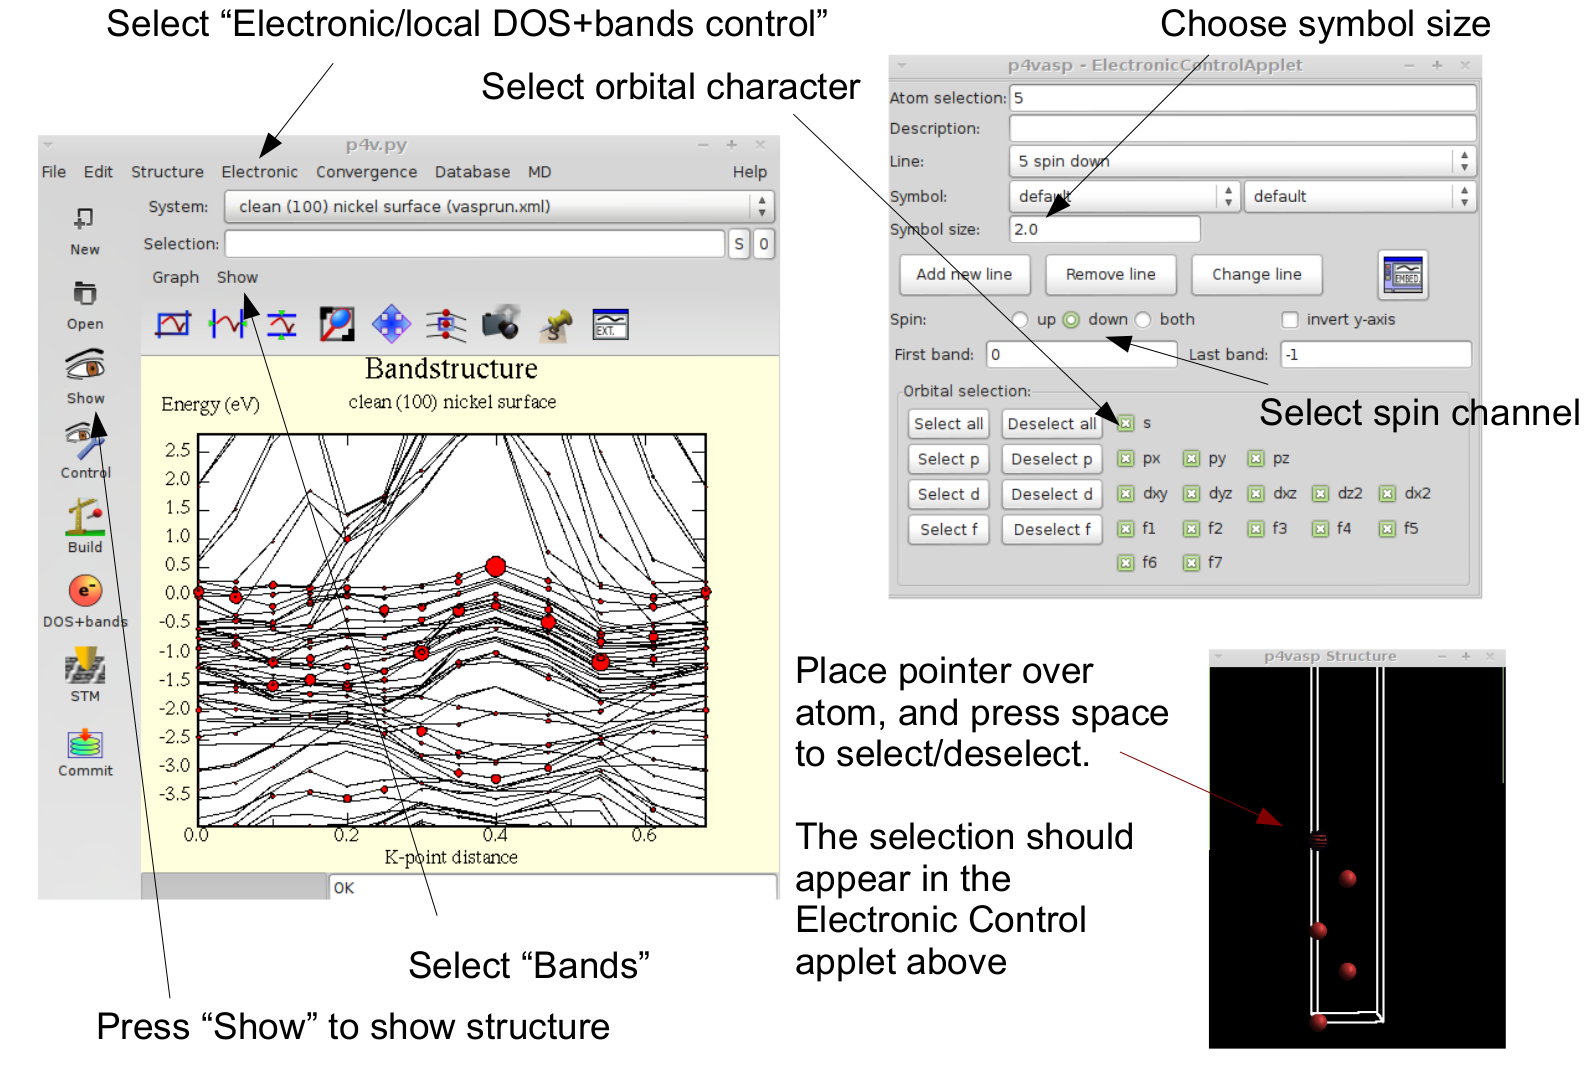 Select “Electronic/local DOS+bands control”
Choose symbol size
Select orbital character
p4v.py
File Edit Structure Electronic Convergence Database MD Help
System: clean (100) nickel surface (vasprun.xml)
Selection: S 0
Graph Show
New
Open
Show
Control
Build
e-
DOS+bands
STM
Commit
S
EXT.
Bandstructure
clean (100) nickel surface
Energy (eV)
2.5
2.0
1.5
1.0
0.5
0.0
-0.5
-1.0
-1.5
-2.0
-2.5
-3.0
-3.5
0.0 0.2 0.4 0.6
K-point distance
OK
Select “Bands”
Press “Show” to show structure
p4vasp - ElectronicControlApplet
Atom selection: 5
Description:
Line: 5 spin down
Symbol: default default
Symbol size: 2.0
Add new line Remove line Change line
EMBED.
Spin: up down both invert y-axis
First band: 0 Last band: -1
Orbital selection:
Select all Deselect all s
Select p Deselect p px py pz
Select d Deselect d dxy dyz dxz dz2 dx2
Select f Deselect f f1 f2 f3 f4 f5
f6 f7
Select spin channel
Place pointer over
atom, and press space
to select/deselect.
The selection should
appear in the
Electronic Control
applet above
p4vasp Structure